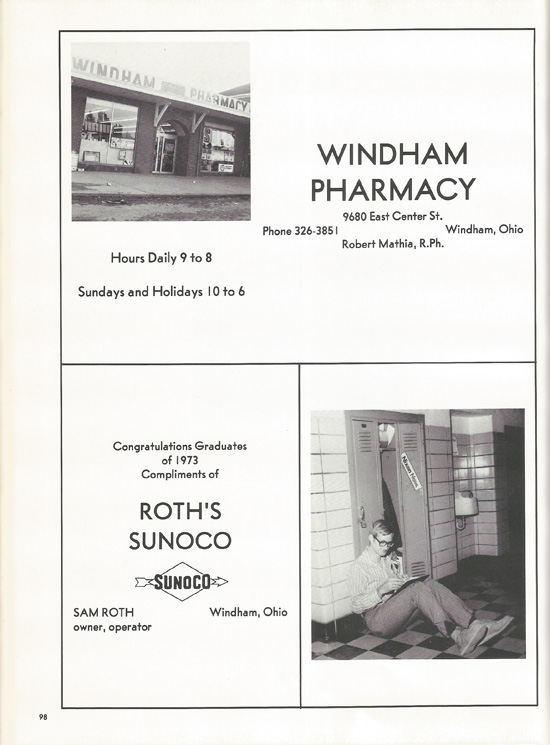 WINDHAM PHARMACY
WINDHAM
PHARMACY
9680 East Center St.
Phone 326-3851 Windham, Ohio
Robert Mathia, R.Ph.
Hours Daily 9 to 8
Sundays and Holidays 10 to 6
Congratulations Graduates
of 1973
Compliments of
ROTH'S
SUNOCO
SUNOCO
SAM ROTH Windham, Ohio
owner, operator
98